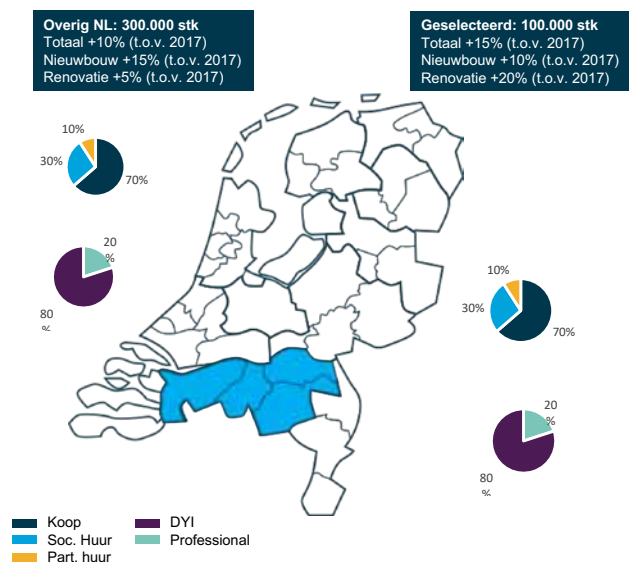 Overig NL: 300.000 stk
Totaal +10% (t.o.v. 2017)
Nieuwbouw +15% (t.o.v. 2017)
Renovatie +5% (t.o.v. 2017)
Geselecteerd: 100.000 stk
Totaal +15% (t.o.v. 2017)
Nieuwbouw +10% (t.o.v. 2017)
Renovatie +20% (t.o.v. 2017)
10%
30%
70%
20
%
80
%
10%
30%
70%
20
%
80
%
Koop
Soc. Huur
Part. huur
DYI
Professional